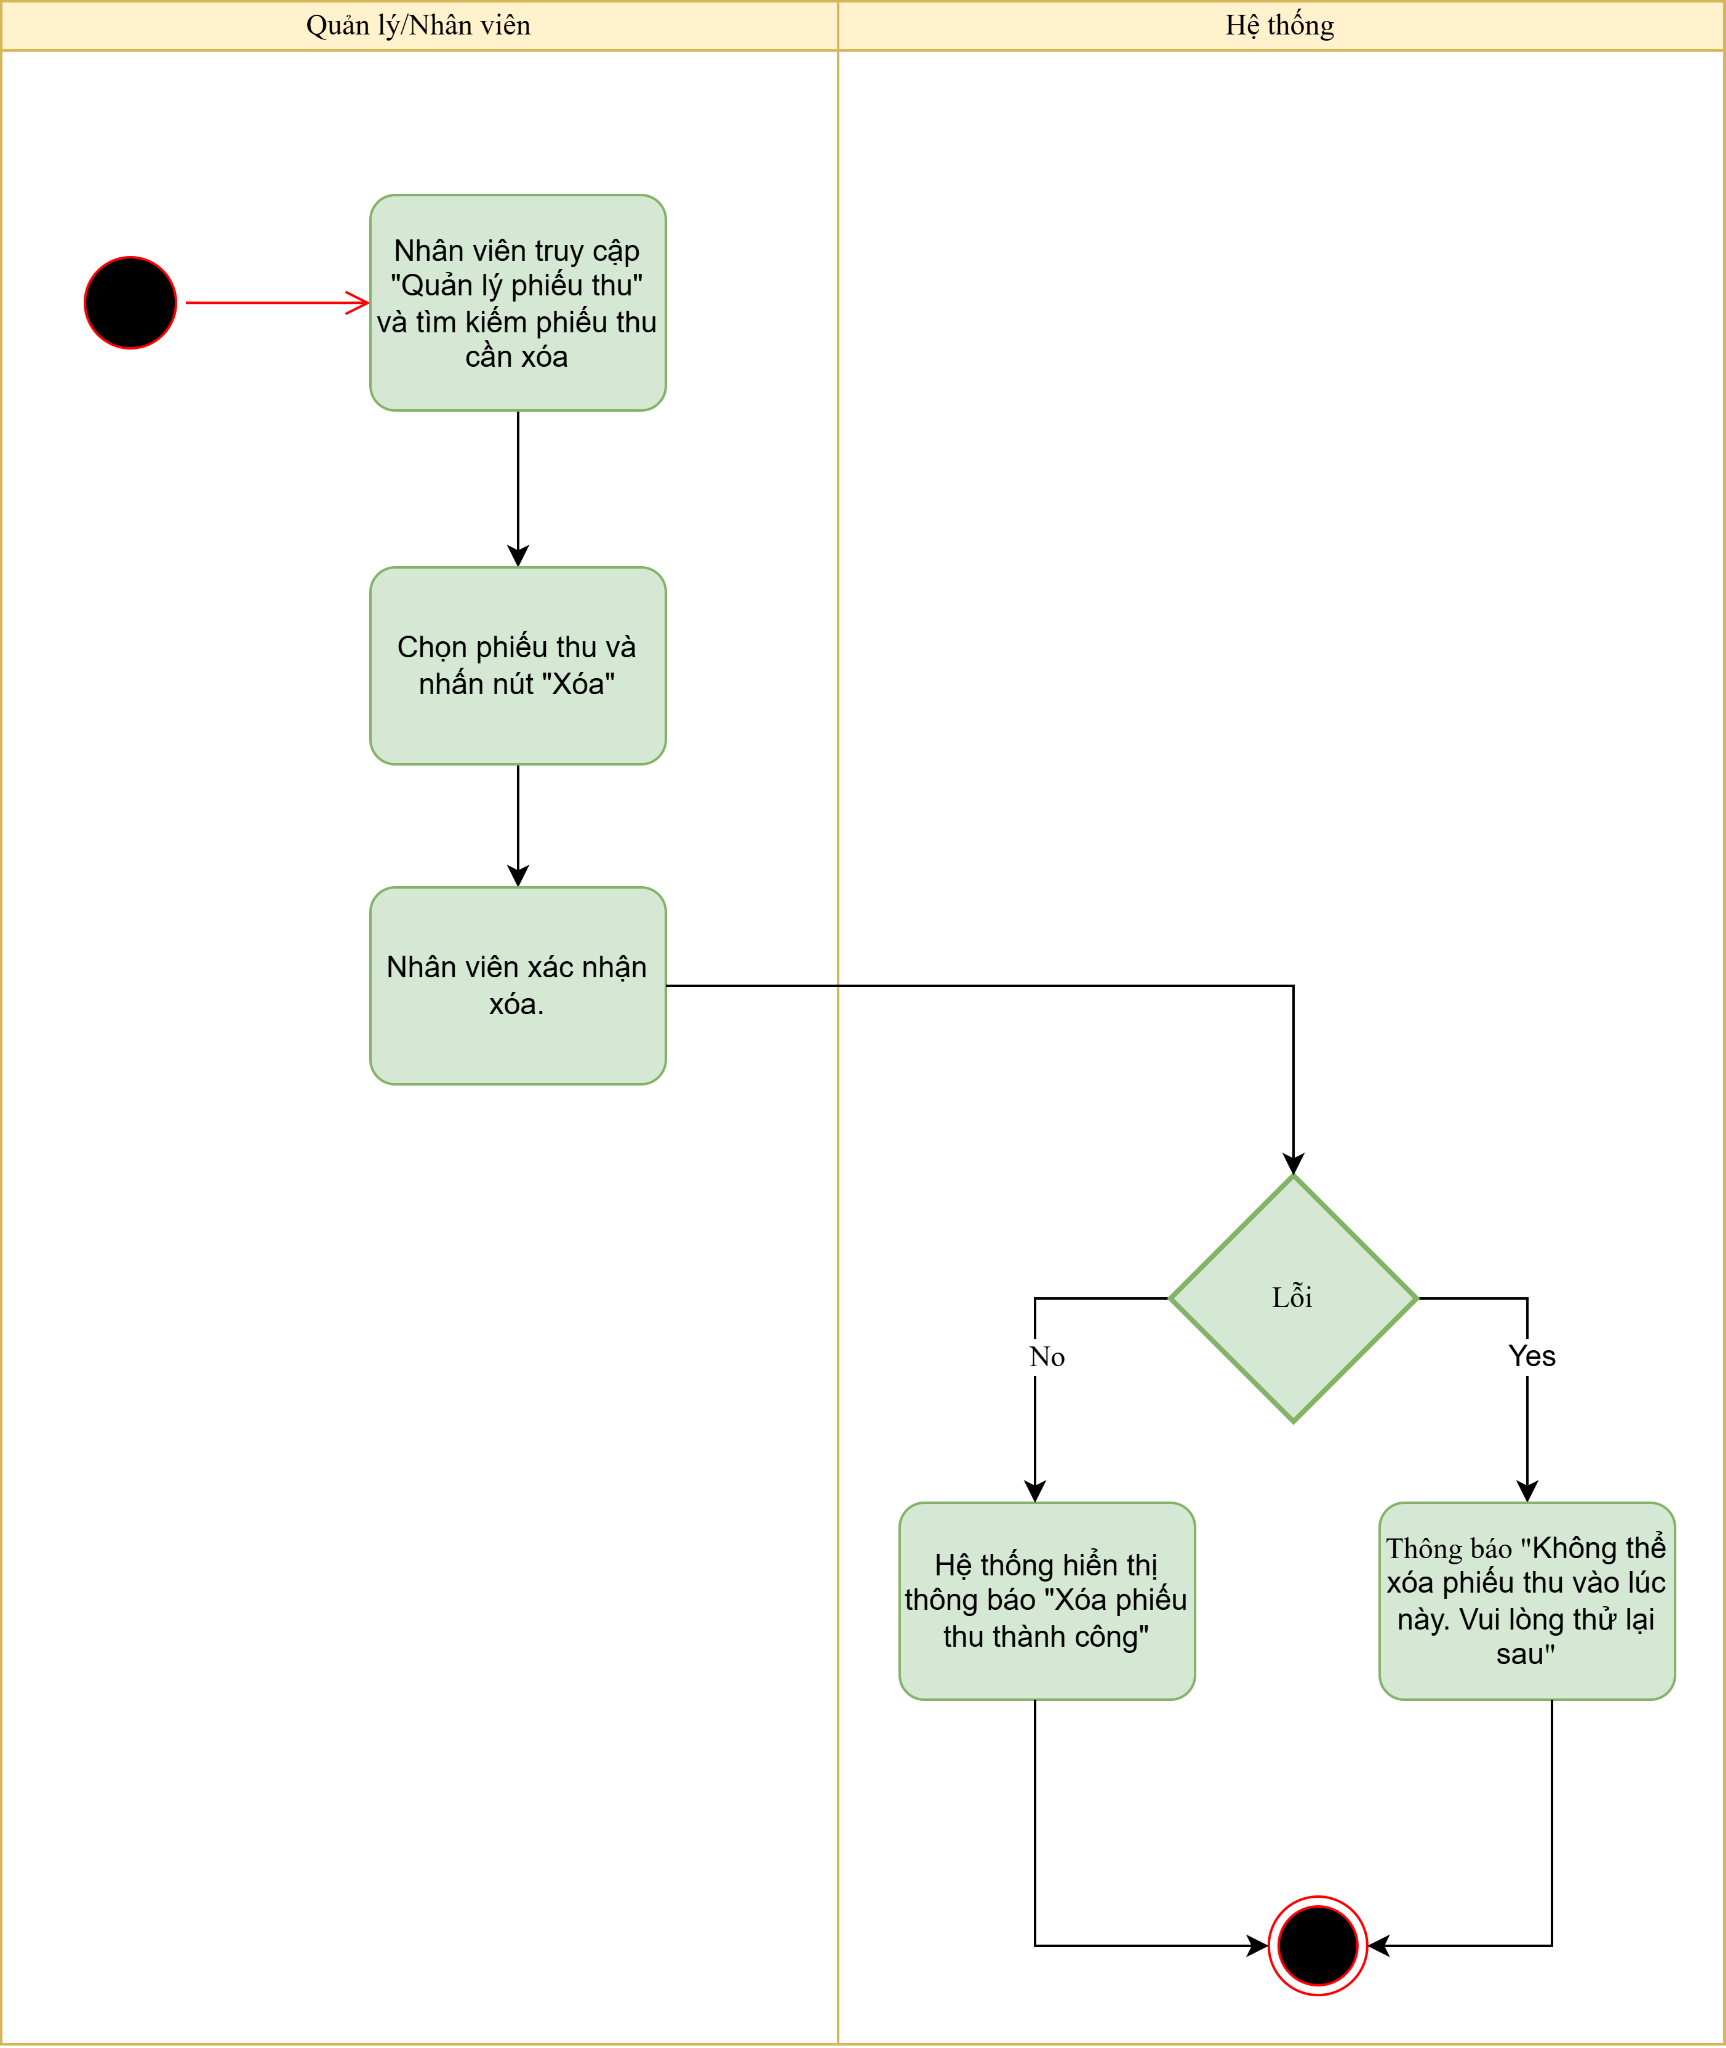 Quản lý/Nhân viên
Hệ thống
Nhân viên truy cập
"Quản lý phiếu thu"
và tìm kiếm phiếu thu
cần xóa
Chọn phiếu thu và
nhấn nút "Xóa"
Nhân viên xác nhận
xóa.
Lỗi
No
Yes
Hệ thống hiển thị
thông báo "Xóa phiếu
thu thành công"
Thông báo "Không thể
xóa phiếu thu vào lúc
này. Vui lòng thử lại
sau"